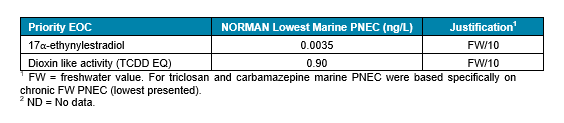 Priority EOC NORMAN Lowest Marine PNEC (ng/L) Justification¹
17α-ethynylestradiol 0.0035 FW/10
Dioxin like activity (TCDD EQ) 0.90 FW/10
¹ FW = freshwater value. For triclosan and carbamazepine marine PNEC were based specifically on
chronic FW PNEC (lowest presented).
² ND = No data.